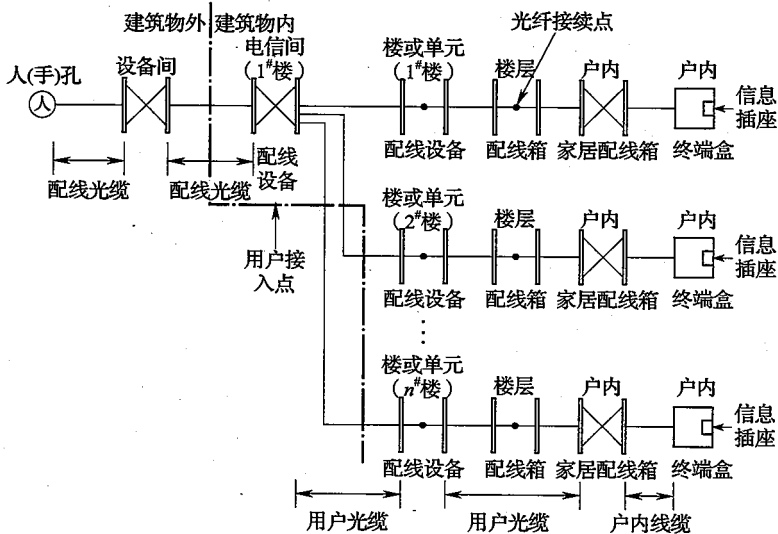 建筑物外 建筑物内
光纤接续点
人(手)孔
人
设备间
电信间
(1#楼)
楼或单元
(1#楼)
楼层
户内
户内
信息
插座
配线
设备
配线设备
配线箱
家居配线箱
终端盒
配线光缆
配线光缆
用户接
入点
楼或单元
(2#楼)
楼层
户内
户内
信息
插座
配线设备
配线箱
家居配线箱
终端盒
楼或单元
(n#楼)
楼层
户内
户内
信息
插座
配线设备
配线箱
家居配线箱
终端盒
用户光缆
用户光缆
户内线缆